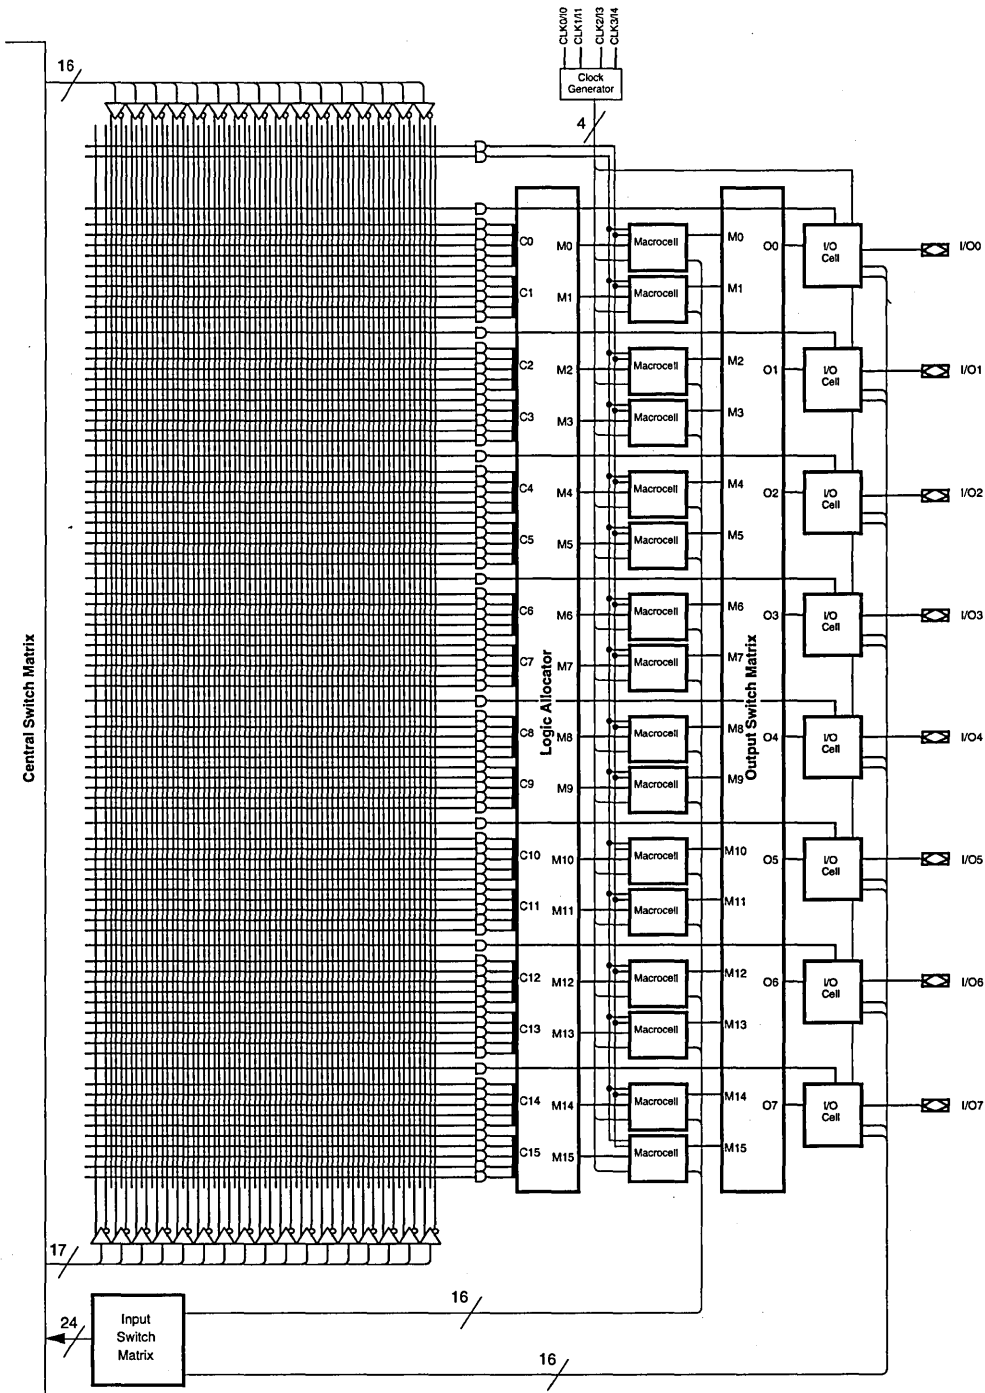 CLK0/I0
CLK1/I1
CLK2/I3
CLK3/I4
16
Clock
Generator
4
C0 M0 Macrocell M0 O0 I/O
Cell I/O0
C1 M1 Macrocell M1
C2 M2 Macrocell M2 O1 I/O
Cell I/O1
C3 M3 Macrocell M3
C4 M4 Macrocell M4 O2 I/O
Cell I/O2
C5 M5 Macrocell M5
C6 M6 Macrocell M6 O3 I/O
Cell I/O3
C7 M7 Macrocell M7
Central Switch Matrix
Logic Allocator
Output Switch Matrix
C8 M8 Macrocell M8 O4 I/O
Cell I/O4
C9 M9 Macrocell M9
C10 M10 Macrocell M10 O5 I/O
Cell I/O5
C11 M11 Macrocell M11
C12 M12 Macrocell M12 O6 I/O
Cell I/O6
C13 M13 Macrocell M13
C14 M14 Macrocell M14 O7 I/O
Cell I/O7
C15 M15 Macrocell M15
17
24
Input
Switch
Matrix
16
16